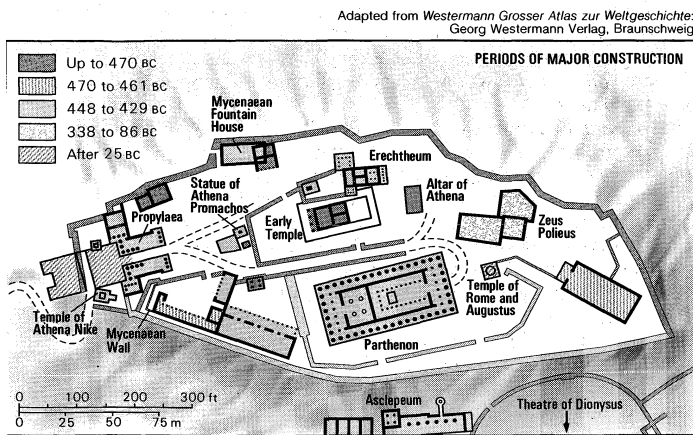 Adapted from Westermann Grosser Atlas zur Weltgeschichte:
Georg Westermann Verlag, Braunschweig
PERIODS OF MAJOR CONSTRUCTION
Up to 470 BC
470 to 461 BC
448 to 429 BC
338 to 86 BC
After 25 BC
Mycenaean
Fountain
House
Erechtheum
Statue of
Athena
Promachos
Altar of
Athena
Propylaea
Early
Temple
Zeus
Polieus
Temple of
Rome and
Augustus
Temple of
Athena Nike
Mycenaean
Wall
Parthenon
0 100 200 300 ft
0 25 50 75 m
Asclepeum
Theatre of Dionysus